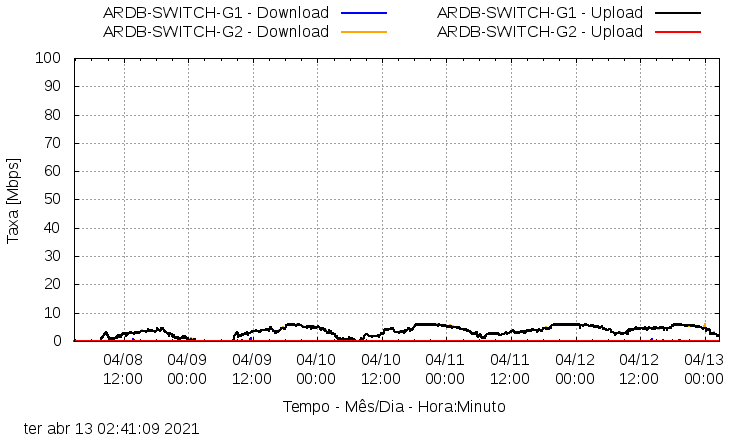 ARDB-SWITCH-G1 - Download
ARDB-SWITCH-G1 - Upload
ARDB-SWITCH-G2 - Download
ARDB-SWITCH-G2 - Upload
100
90
80
70
60
50
40
30
20
10
0
Taxa [Mbps]
04/08 04/09 04/09 04/10 04/10 04/11 04/11 04/12 04/12 04/13
12:00 00:00 12:00 00:00 12:00 00:00 12:00 00:00 12:00 00:00
Tempo - Mês/Dia - Hora:Minuto
ter abr 13 02:41:09 2021